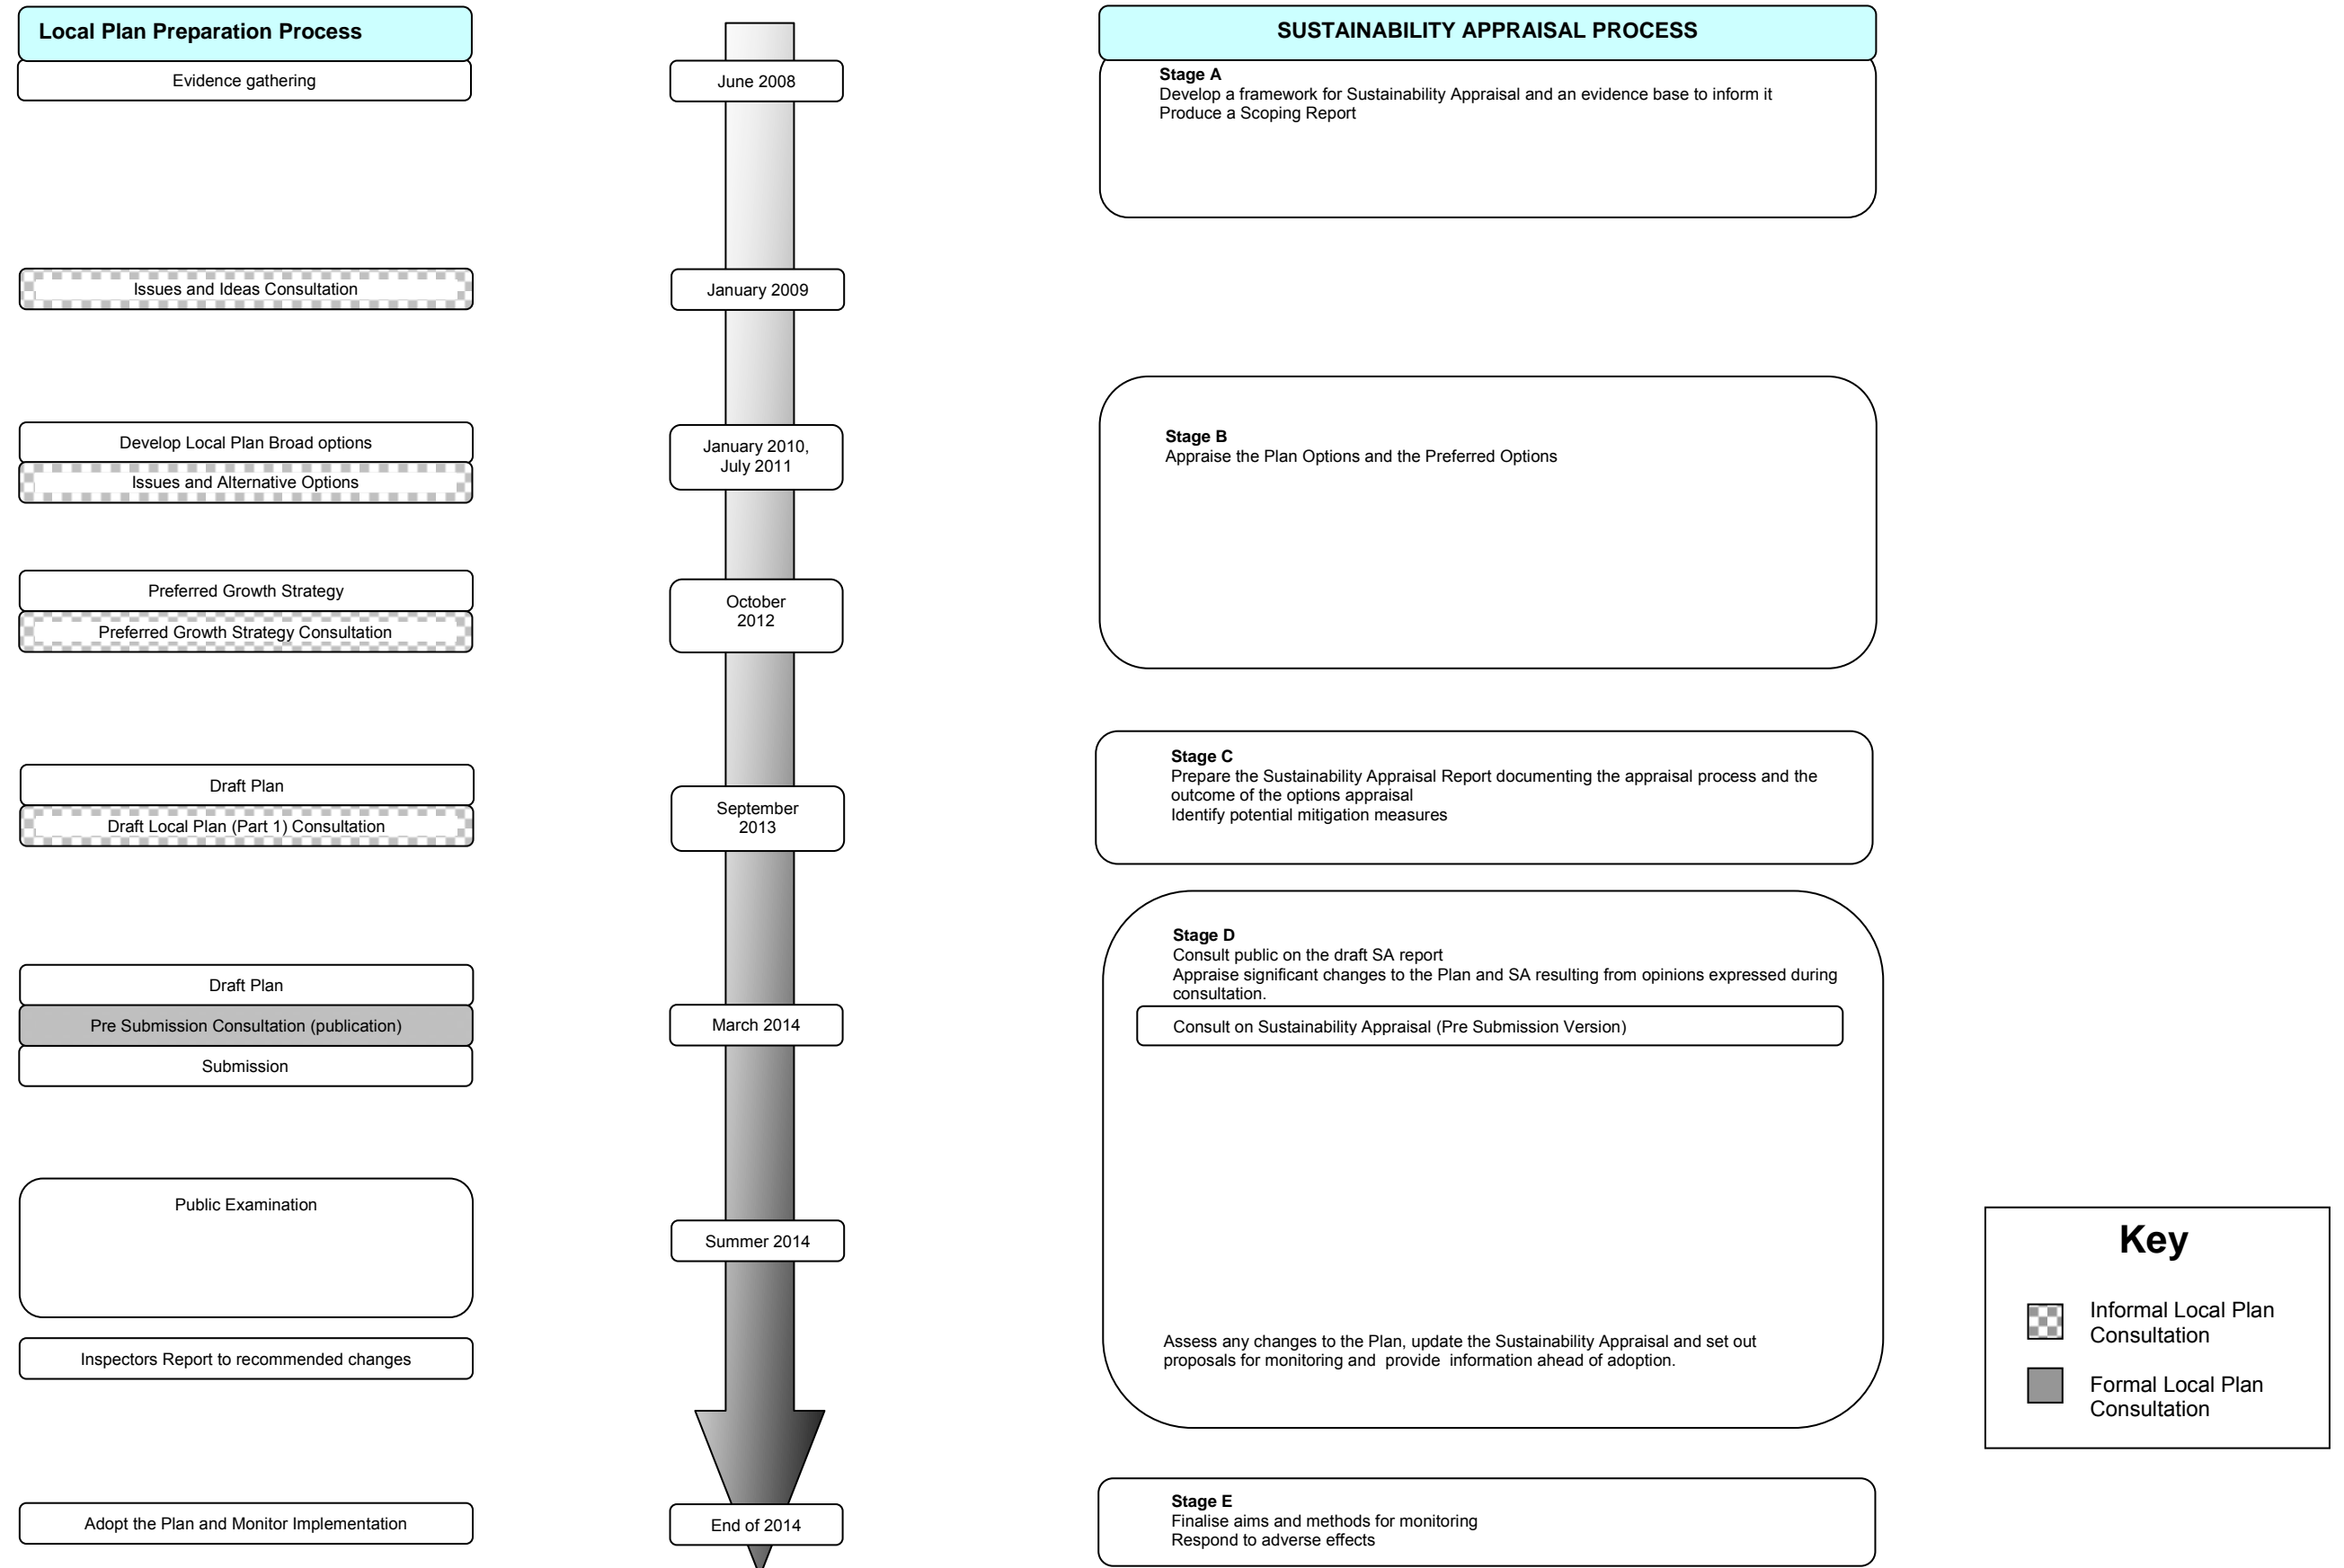 Local Plan Preparation Process
Evidence gathering
Issues and Ideas Consultation
Develop Local Plan Broad options
Issues and Alternative Options
Preferred Growth Strategy
Preferred Growth Strategy Consultation
Draft Plan
Draft Local Plan (Part 1) Consultation
Draft Plan
Pre Submission Consultation (publication)
Submission
Public Examination
Inspectors Report to recommended changes
Adopt the Plan and Monitor Implementation
June 2008
January 2009
January 2010,
July 2011
October
2012
September
2013
March 2014
Summer 2014
End of 2014
SUSTAINABILITY APPRAISAL PROCESS
Stage A
Develop a framework for Sustainability Appraisal and an evidence base to inform it
Produce a Scoping Report
Stage B
Appraise the Plan Options and the Preferred Options
Stage C
Prepare the Sustainability Appraisal Report documenting the appraisal process and the
outcome of the options appraisal
Identify potential mitigation measures
Stage D
Consult public on the draft SA report
Appraise significant changes to the Plan and SA resulting from opinions expressed during
consultation.
Consult on Sustainability Appraisal (Pre Submission Version)
Assess any changes to the Plan, update the Sustainability Appraisal and set out
proposals for monitoring and  provide  information ahead of adoption.
Stage E
Finalise aims and methods for monitoring
Respond to adverse effects
Key
Informal Local Plan
Consultation
Formal Local Plan
Consultation